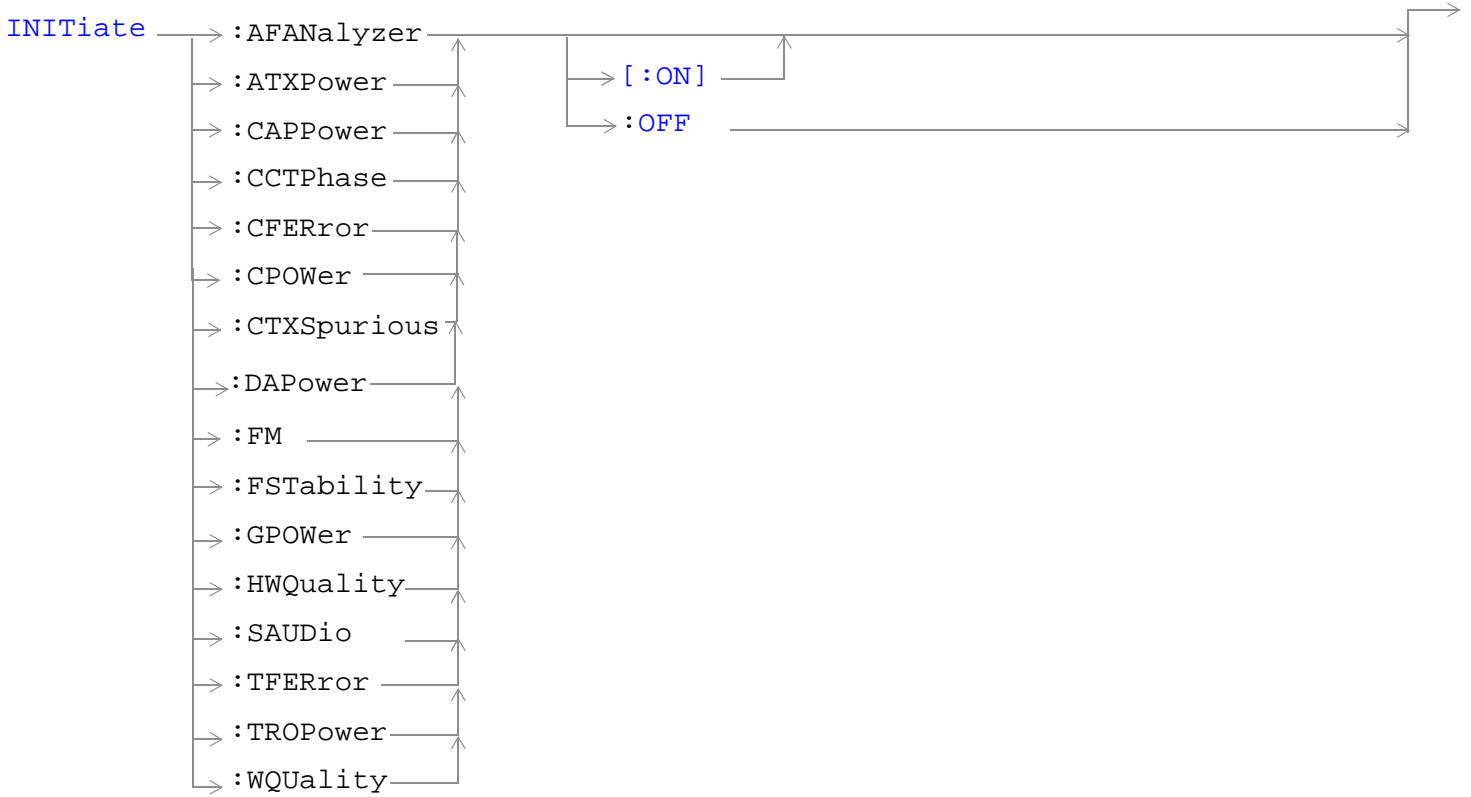 INITiate :AFANalyzer
[:ON]
:ATXPower
:OFF
:CAPPower
:CCTPhase
:CFERror
:CPOWer
:CTXSpurious
:DAPower
:FM
:FSTability
:GPOWer
:HWQuality
:SAUDio
:TFERror
:TROPower
:WQUality